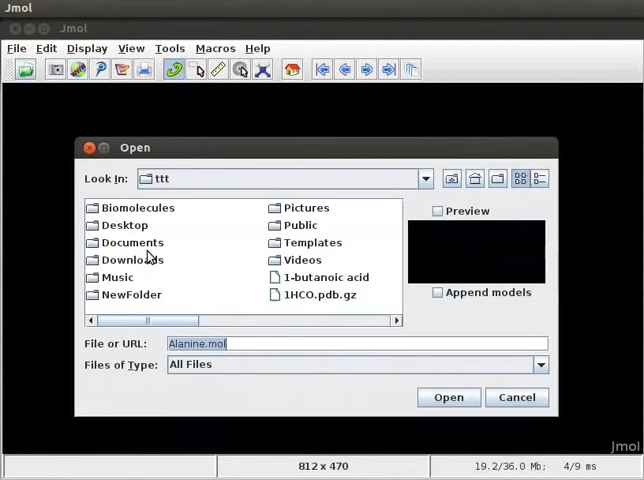 Jmol
Jmol
File Edit Display View Tools Macros Help
Open
Look In: ttt
Biomolecules Pictures
Desktop Public
Documents Templates
Downloads Videos
Music 1-butanoic acid
NewFolder 1HCO.pdb.gz
Preview
Append models
File or URL: Alanine.mol
Files of Type: All Files
Open Cancel
Jmol
812 x 470 19.2/36.0 Mb; 4/9 ms